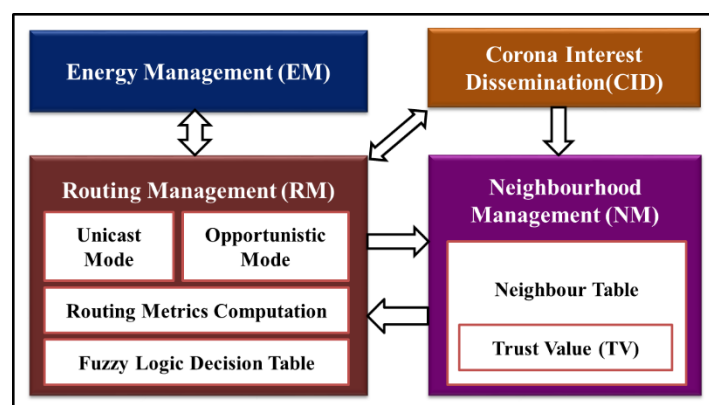 Energy Management (EM)
Corona Interest
Dissemination(CID)
Routing Management (RM)
Unicast
Mode
Opportunistic
Mode
Routing Metrics Computation
Fuzzy Logic Decision Table
Neighbourhood
Management (NM)
Neighbour Table
Trust Value (TV)